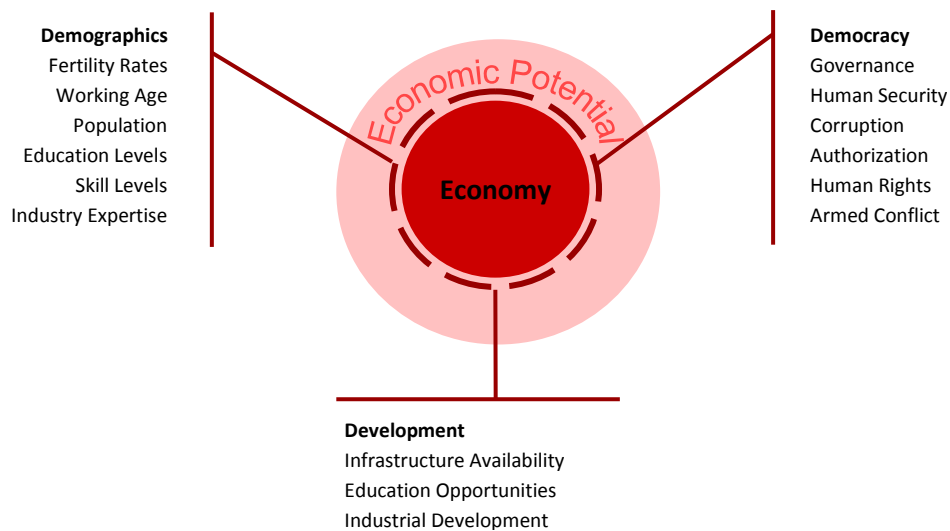 Demographics
Fertility Rates
Working Age
Population
Education Levels
Skill Levels
Industry Expertise
Economic Potential
Economy
Democracy
Governance
Human Security
Corruption
Authorization
Human Rights
Armed Conflict
Development
Infrastructure Availability
Education Opportunities
Industrial Development